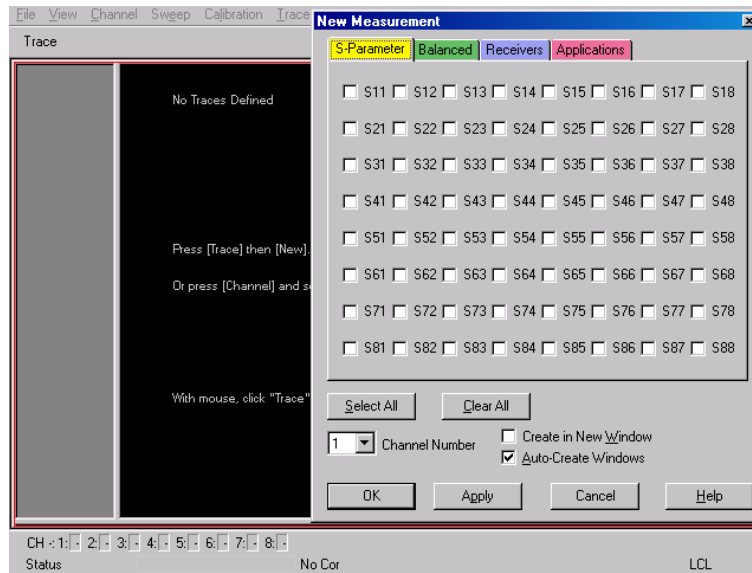 File View Channel Sweep Calibration Trace
New Measurement
Trace
S-Parameter Balanced Receivers Applications
No Traces Defined
Press [Trace] then [New].
Or press [Channel] and s
With mouse, click "Trace"
S11 S12 S13 S14 S15 S16 S17 S18
S21 S22 S23 S24 S25 S26 S27 S28
S31 S32 S33 S34 S35 S36 S37 S38
S41 S42 S43 S44 S45 S46 S47 S48
S51 S52 S53 S54 S55 S56 S57 S58
S61 S62 S63 S64 S65 S66 S67 S68
S71 S72 S73 S74 S75 S76 S77 S78
S81 S82 S83 S84 S85 S86 S87 S88
Select All Clear All
1 Channel Number
Create in New Window
Auto-Create Windows
OK Apply Cancel Help
CH -: 1: - 2: - 3: - 4: - 5: - 6: - 7: - 8: -
Status No Cor LCL